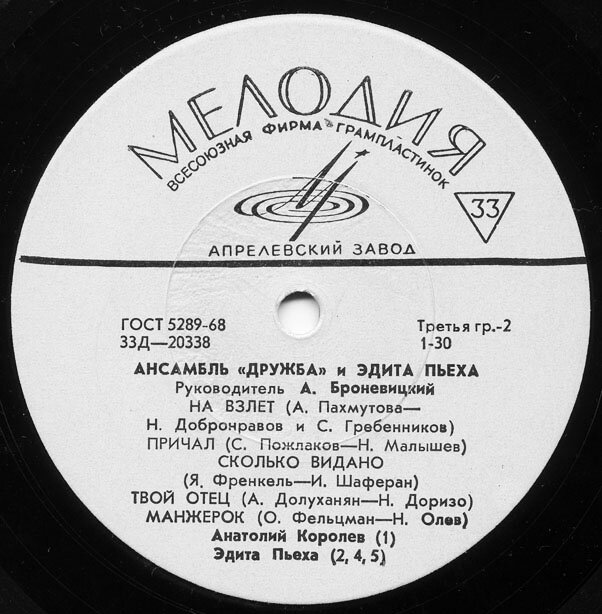 МЕЛОДИЯ
ВСЕСОЮЗНАЯ ФИРМА ГРАМПЛАСТИНОК
33
АПРЕЛЕВСКИЙ ЗАВОД
ГОСТ 5289-68 Третья гр.-2
33Д—20338 1-30
АНСАМБЛЬ «ДРУЖБА» и ЭДИТА ПЬЕХА
Руководитель А. Броневицкий
НА ВЗЛЕТ (А. Пахмутова—
Н. Добронравов и С. Гребенников)
ПРИЧАЛ (С. Пожлаков—Н. Малышев)
СКОЛЬКО ВИДАНО
(Я. Френкель—И. Шаферан)
ТВОЙ ОТЕЦ (А. Долуханян—Н. Доризо)
МАНЖЕРОК (О. Фельцман—Н. Олев)
Анатолий Королев (1)
Эдита Пьеха (2, 4, 5)